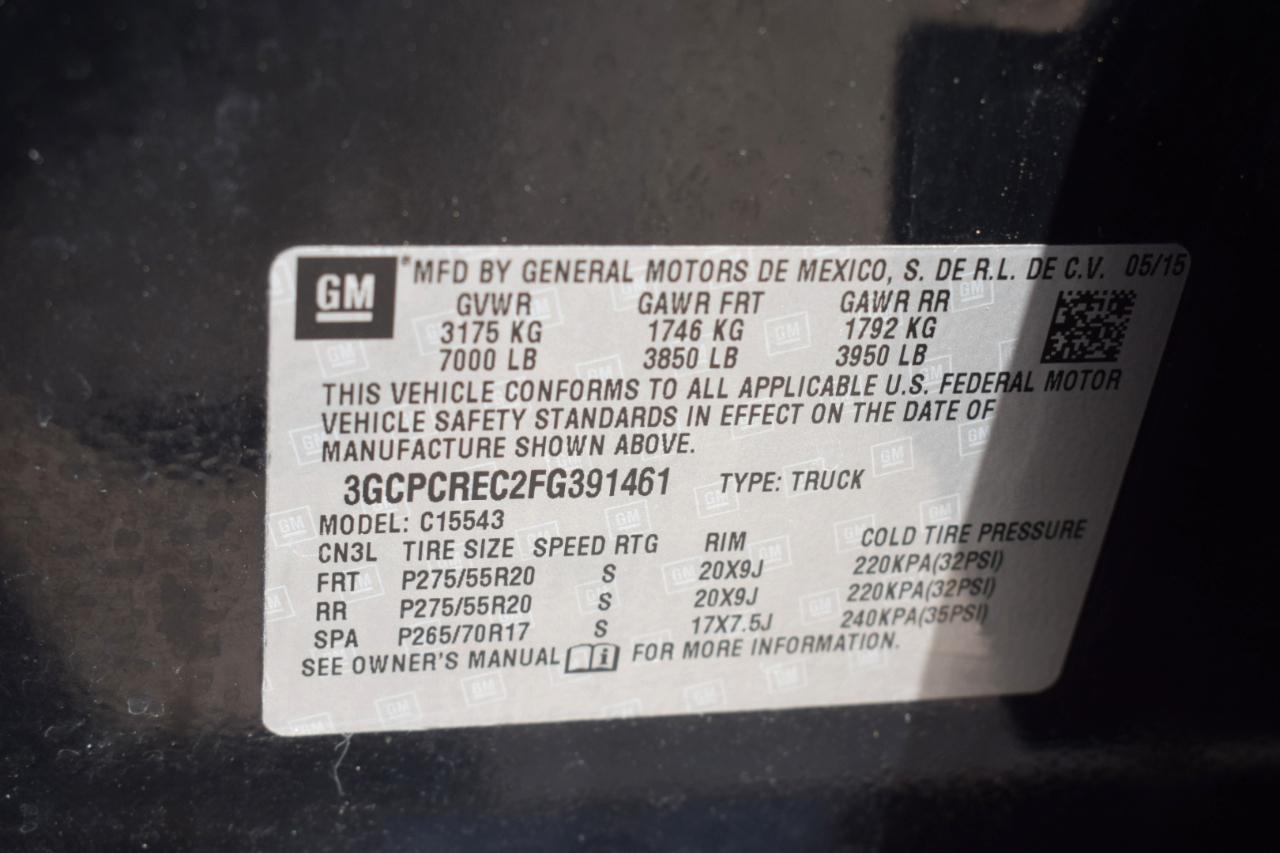 GM
*MFD BY GENERAL MOTORS DE MEXICO, S. DE R.L. DE C.V. 05/15
GVWR GAWR FRT GAWR RR
3175 KG 1746 KG 1792 KG
7000 LB 3850 LB 3950 LB
THIS VEHICLE CONFORMS TO ALL APPLICABLE U.S. FEDERAL MOTOR
VEHICLE SAFETY STANDARDS IN EFFECT ON THE DATE OF
MANUFACTURE SHOWN ABOVE.
3GCPCREC2FG391461 TYPE: TRUCK
MODEL: C15543
CN3L TIRE SIZE SPEED RTG RIM COLD TIRE PRESSURE
FRT P275/55R20 S 20X9J 220KPA(32PSI)
RR P275/55R20 S 20X9J 220KPA(32PSI)
SPA P265/70R17 S 17X7.5J 240KPA(35PSI)
SEE OWNER'S MANUAL i FOR MORE INFORMATION.